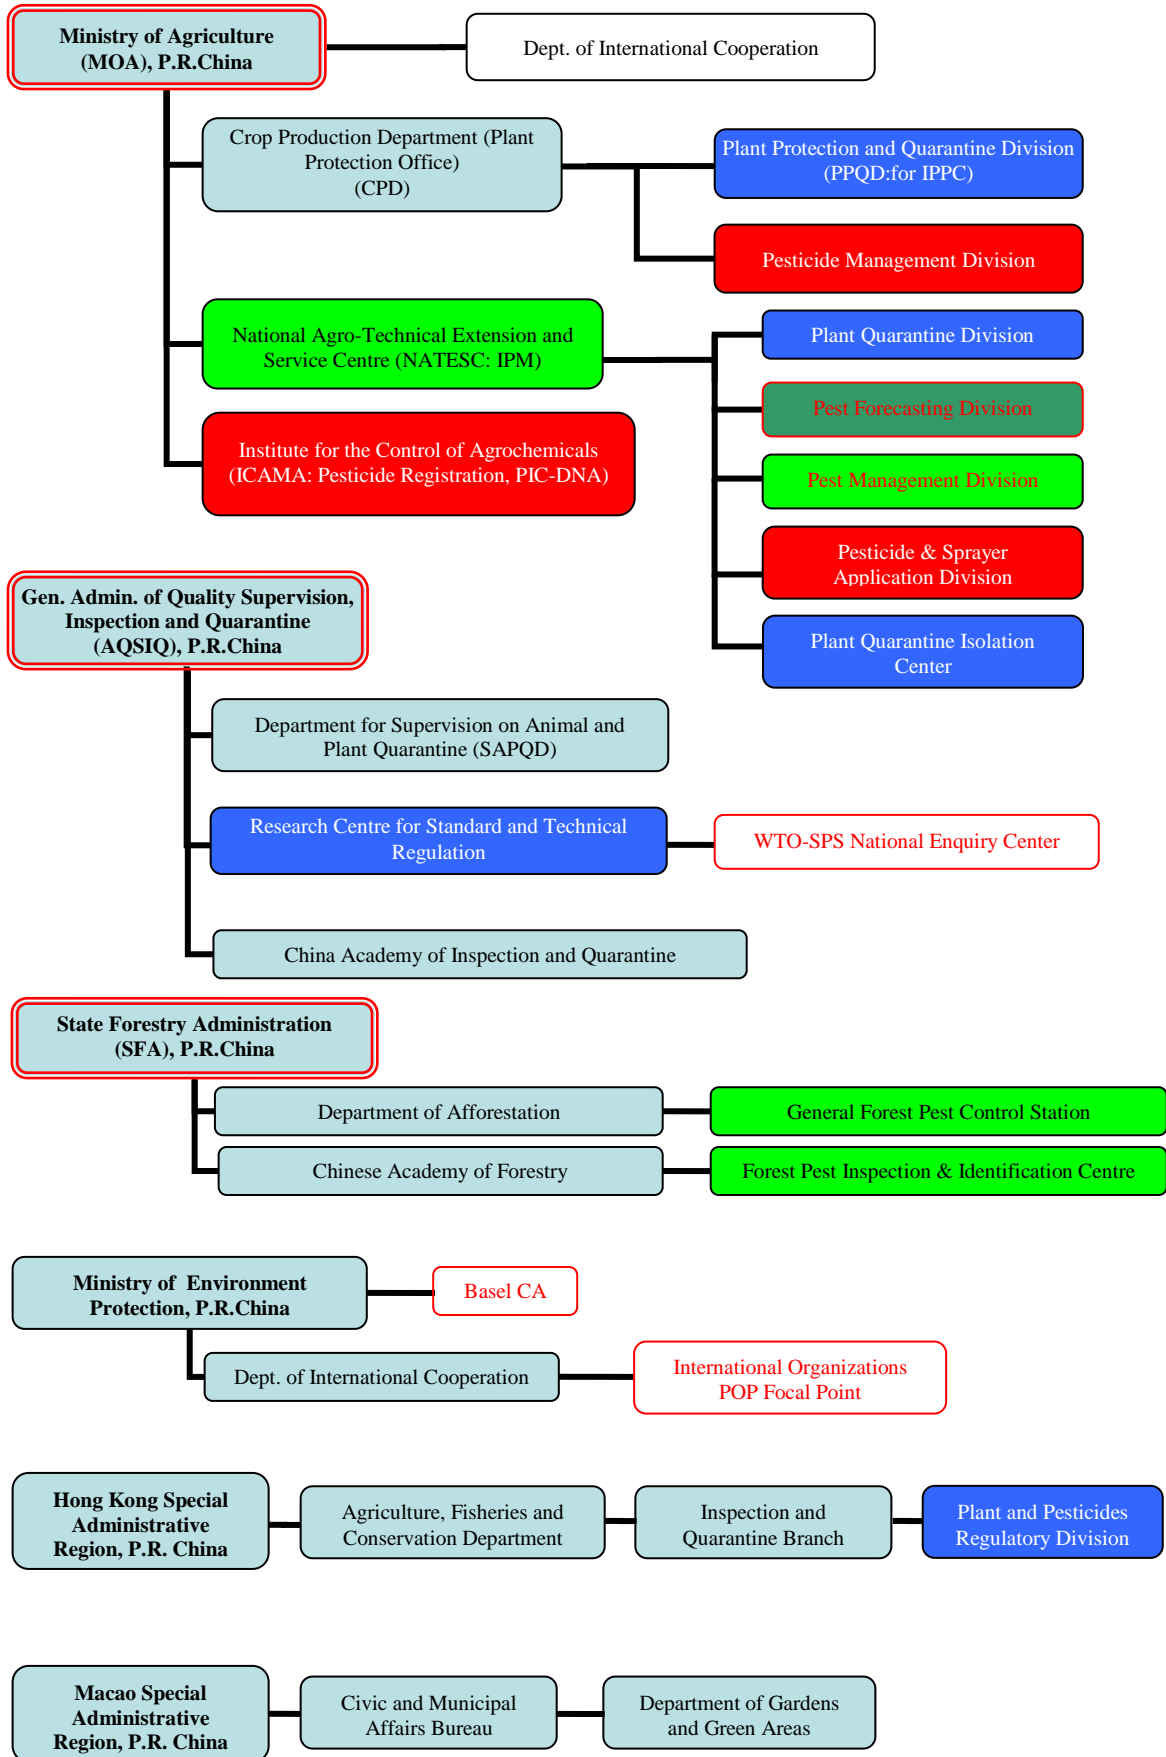 Ministry of Agriculture
(MOA), P.R.China
Dept. of International Cooperation
Crop Production Department (Plant
Protection Office)
(CPD)
Plant Protection and Quarantine Division
(PPQD:for IPPC)
Pesticide Management Division
National Agro-Technical Extension and
Service Centre (NATESC: IPM)
Plant Quarantine Division
Pest Forecasting Division
Pest Management Division
Pesticide & Sprayer
Application Division
Plant Quarantine Isolation
Center
Institute for the Control of Agrochemicals
(ICAMA: Pesticide Registration, PIC-DNA)
Gen. Admin. of Quality Supervision,
Inspection and Quarantine
(AQSIQ), P.R.China
Department for Supervision on Animal and
Plant Quarantine (SAPQD)
Research Centre for Standard and Technical
Regulation
WTO-SPS National Enquiry Center
China Academy of Inspection and Quarantine
State Forestry Administration
(SFA), P.R.China
Department of Afforestation
General Forest Pest Control Station
Chinese Academy of Forestry
Forest Pest Inspection & Identification Centre
Ministry of Environment
Protection, P.R.China
Basel CA
Dept. of International Cooperation
International Organizations
POP Focal Point
Hong Kong Special
Administrative
Region, P.R. China
Agriculture, Fisheries and
Conservation Department
Inspection and
Quarantine Branch
Plant and Pesticides
Regulatory Division
Macao Special
Administrative
Region, P.R. China
Civic and Municipal
Affairs Bureau
Department of Gardens
and Green Areas